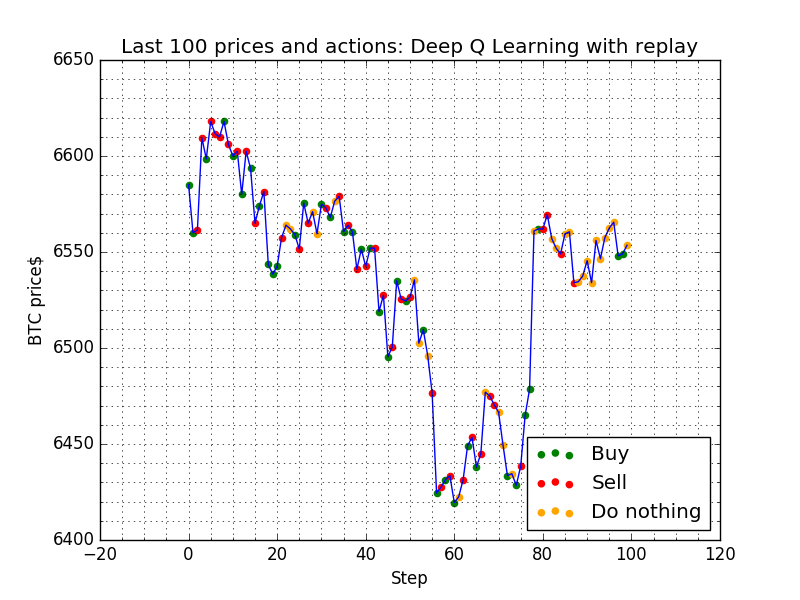 Last 100 prices and actions: Deep Q Learning with replay
6650
6600
6550
6500
6450
6400
BTC price$
−20 0 20 40 60 80 100 120
Step
Buy
Sell
Do nothing